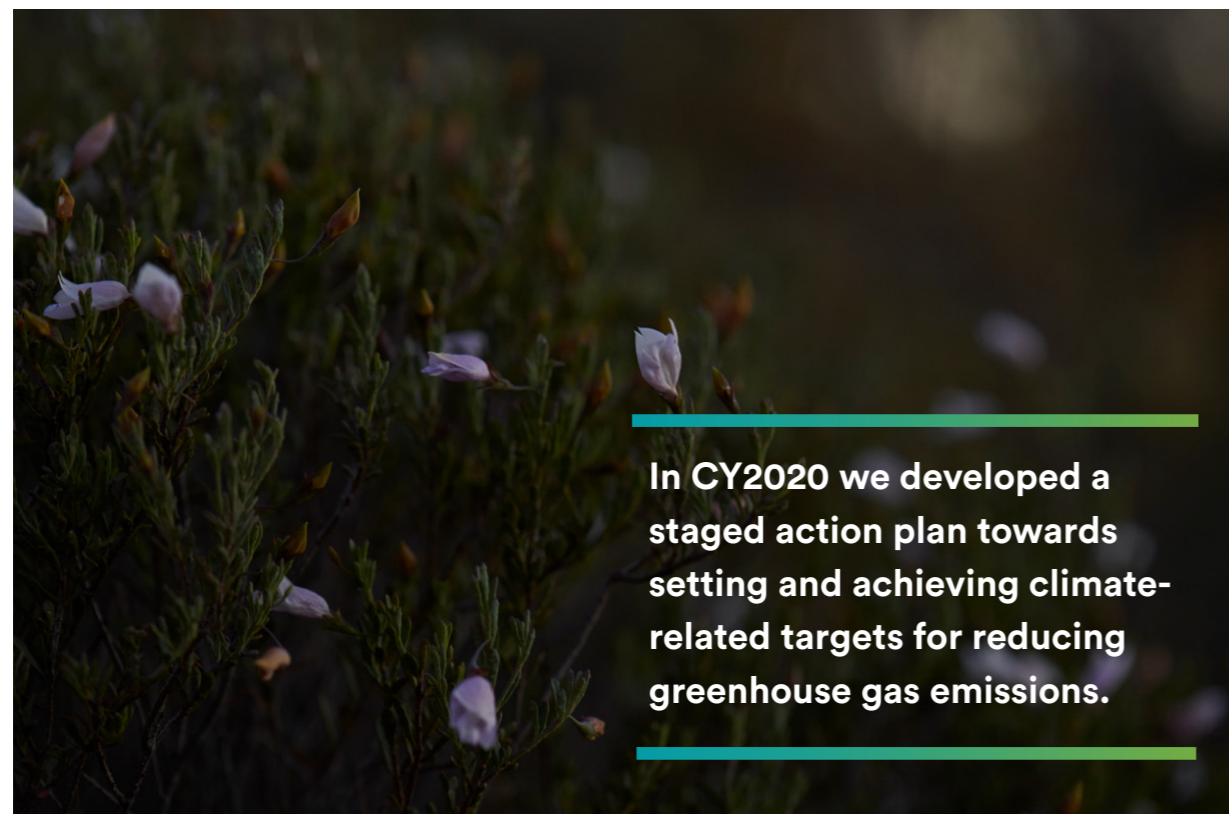 In CY2020 we developed a
staged action plan towards
setting and achieving climate-
related targets for reducing
greenhouse gas emissions.